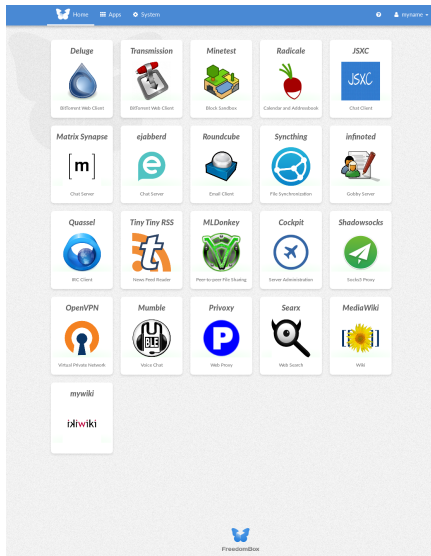 Home Apps System myname
Deluge Transmission Minetest Radicale JSXC
JSXC
BitTorrent Web Client BitTorrent Web Client Block Sandbox Calendar and Addressbook Chat Client
Matrix Synapse ejabberd Roundcube Syncthing infinoted
[m]
Chat Server Chat Server Email Client File Synchronization Gobby Server
Quassel Tiny Tiny RSS MLDonkey Cockpit Shadowsocks
IRC Client News Feed Reader Peer-to-peer File Sharing Server Administration Socks5 Proxy
OpenVPN Mumble Privoxy Searx MediaWiki
BLE P
Virtual Private Network Voice Chat Web Proxy Web Search Wiki
mywiki
ikiwiki
FreedomBox